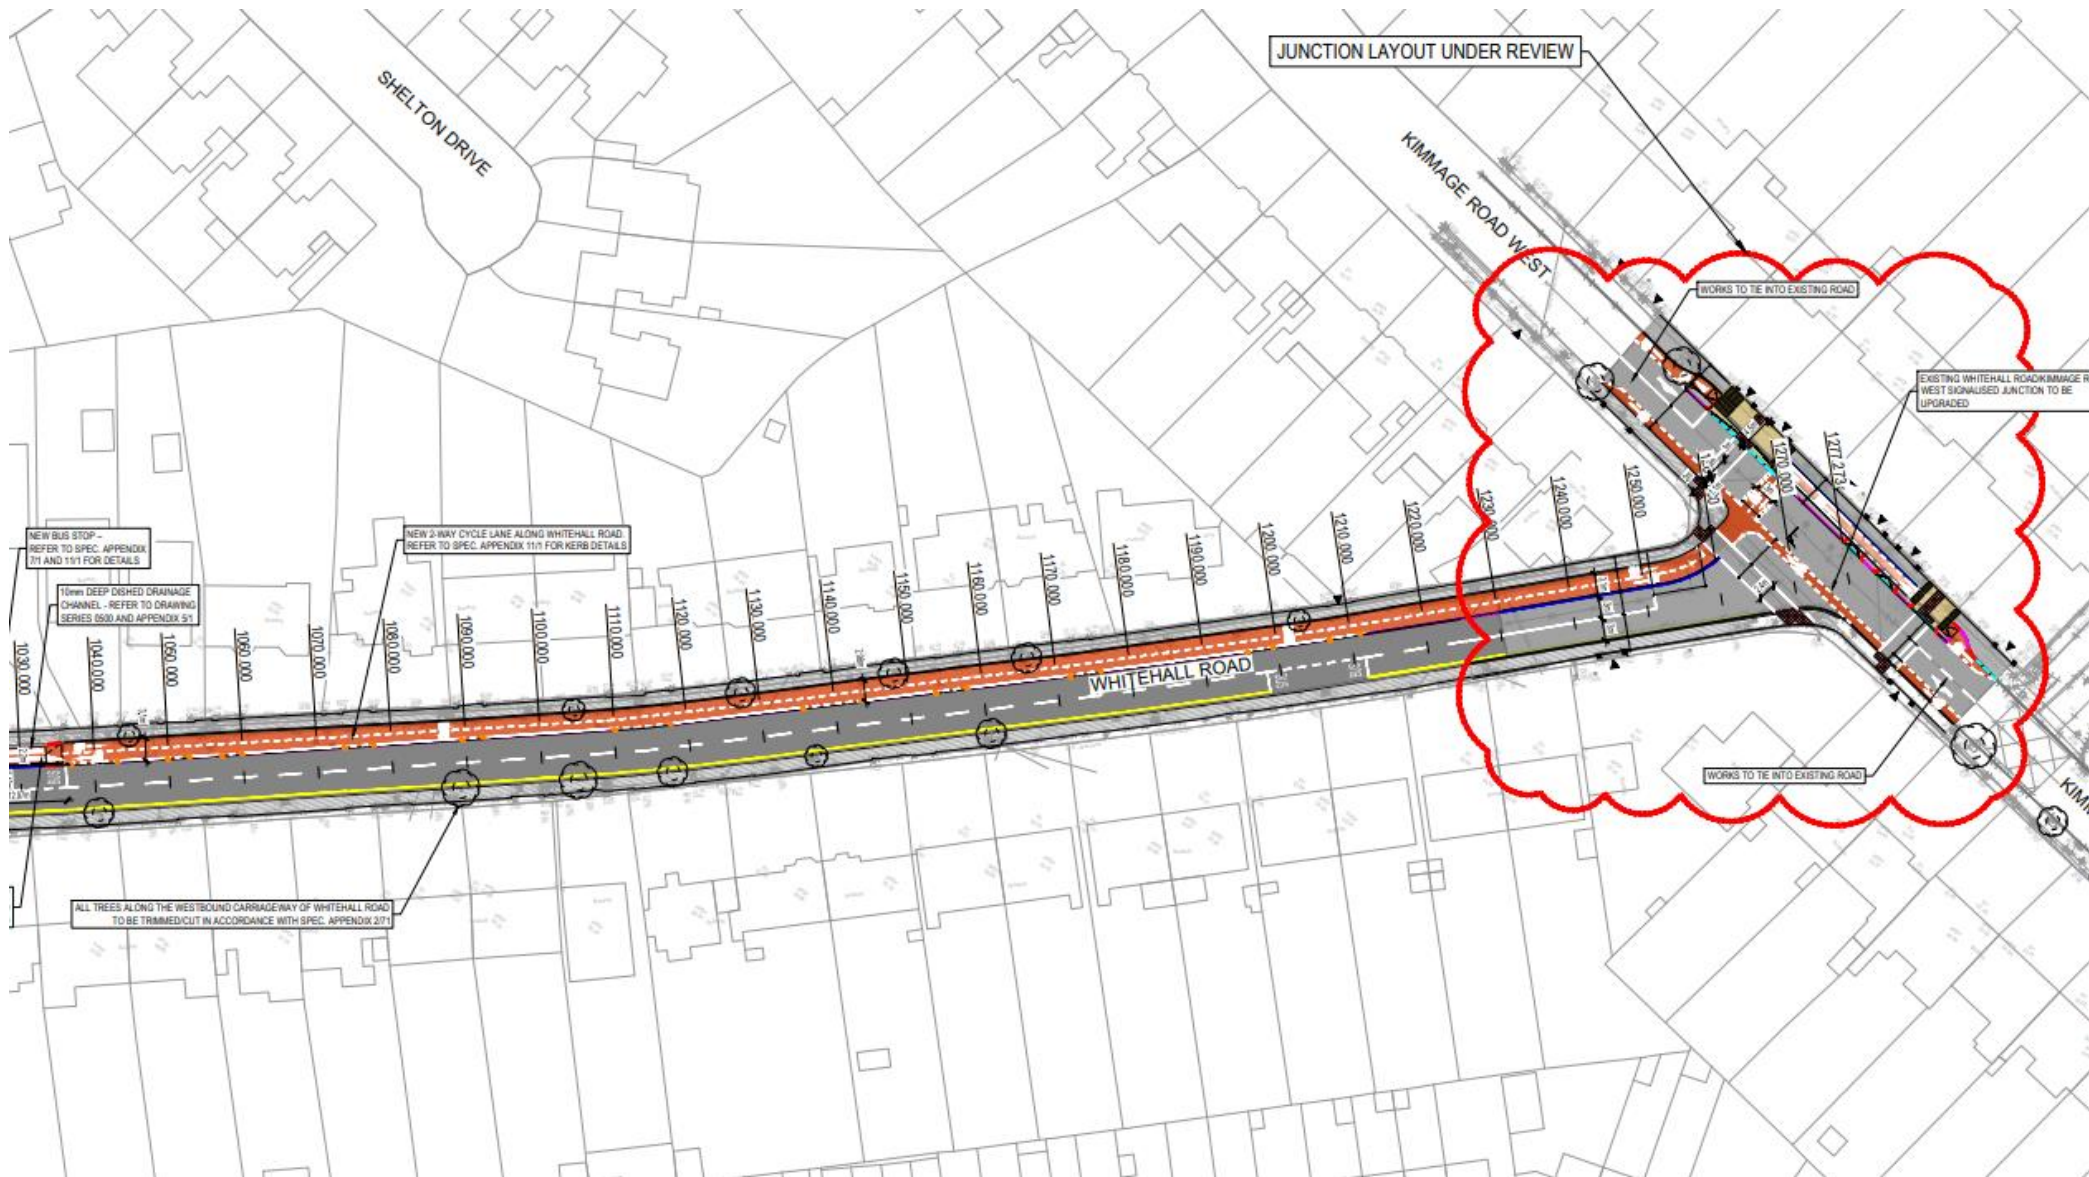 JUNCTION LAYOUT UNDER REVIEW
SHELTON DRIVE
KIMMAGE ROAD WEST
WORKS TO TIE INTO EXISTING ROAD
EXISTING WHITEHALL ROAD/KIMMAGE R
WEST SIGNALISED JUNCTION TO BE
UPGRADED
NEW BUS STOP –
REFER TO SPEC. APPENDIX
7/1 AND 11/1 FOR DETAILS
NEW 2-WAY CYCLE LANE ALONG WHITEHALL ROAD.
REFER TO SPEC. APPENDIX 11/1 FOR KERB DETAILS
10mm DEEP DISHED DRAINAGE
CHANNEL - REFER TO DRAWING
SERIES 0500 AND APPENDIX 5/1
1030.000
1040.000
1050.000
1060.000
1070.000
1080.000
1090.000
1100.000
1110.000
1120.000
1130.000
1140.000
1150.000
1160.000
1170.000
1180.000
1190.000
1200.000
1210.000
1220.000
1230.000
1240.000
1250.000
1270.000
1277.273
WHITEHALL ROAD
WORKS TO TIE INTO EXISTING ROAD
ALL TREES ALONG THE WESTBOUND CARRIAGEWAY OF WHITEHALL ROAD
TO BE TRIMMED/CUT IN ACCORDANCE WITH SPEC. APPENDIX 2/71